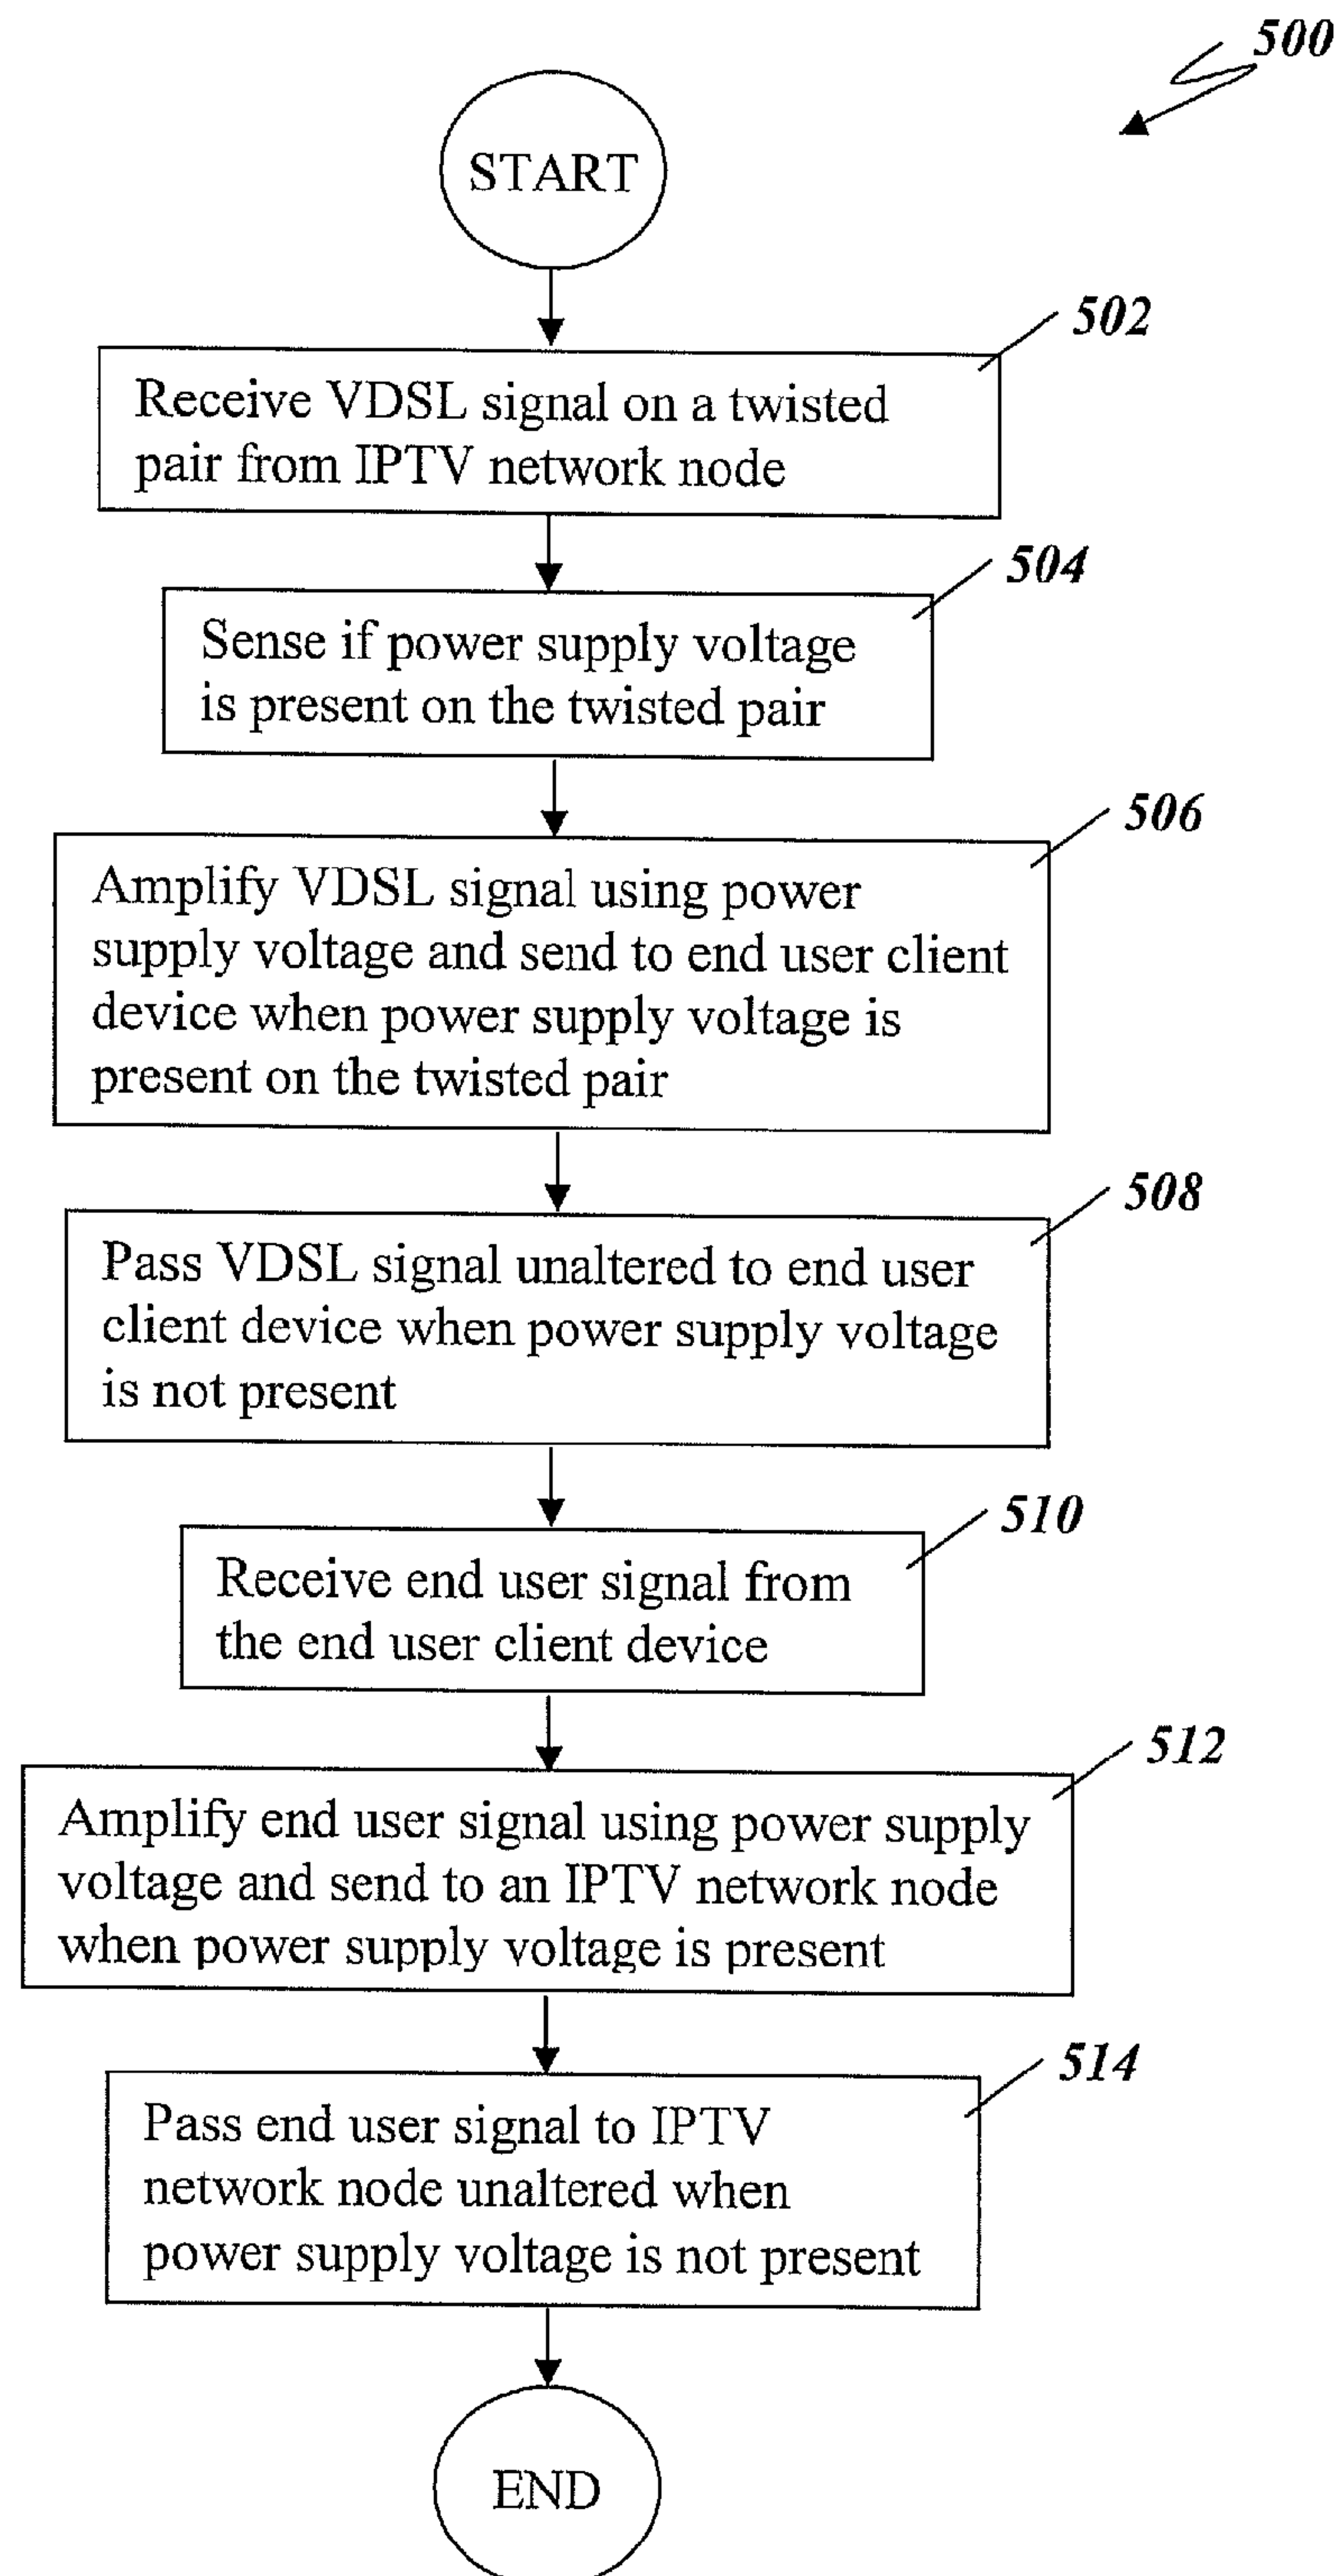 500
START
502
Receive VDSL signal on a twisted
pair from IPTV network node
504
Sense if power supply voltage
is present on the twisted pair
506
Amplify VDSL signal using power
supply voltage and send to end user client
device when power supply voltage is
present on the twisted pair
508
Pass VDSL signal unaltered to end user
client device when power supply voltage
is not present
510
Receive end user signal from
the end user client device
512
Amplify end user signal using power supply
voltage and send to an IPTV network node
when power supply voltage is present
514
Pass end user signal to IPTV
network node unaltered when
power supply voltage is not present
END